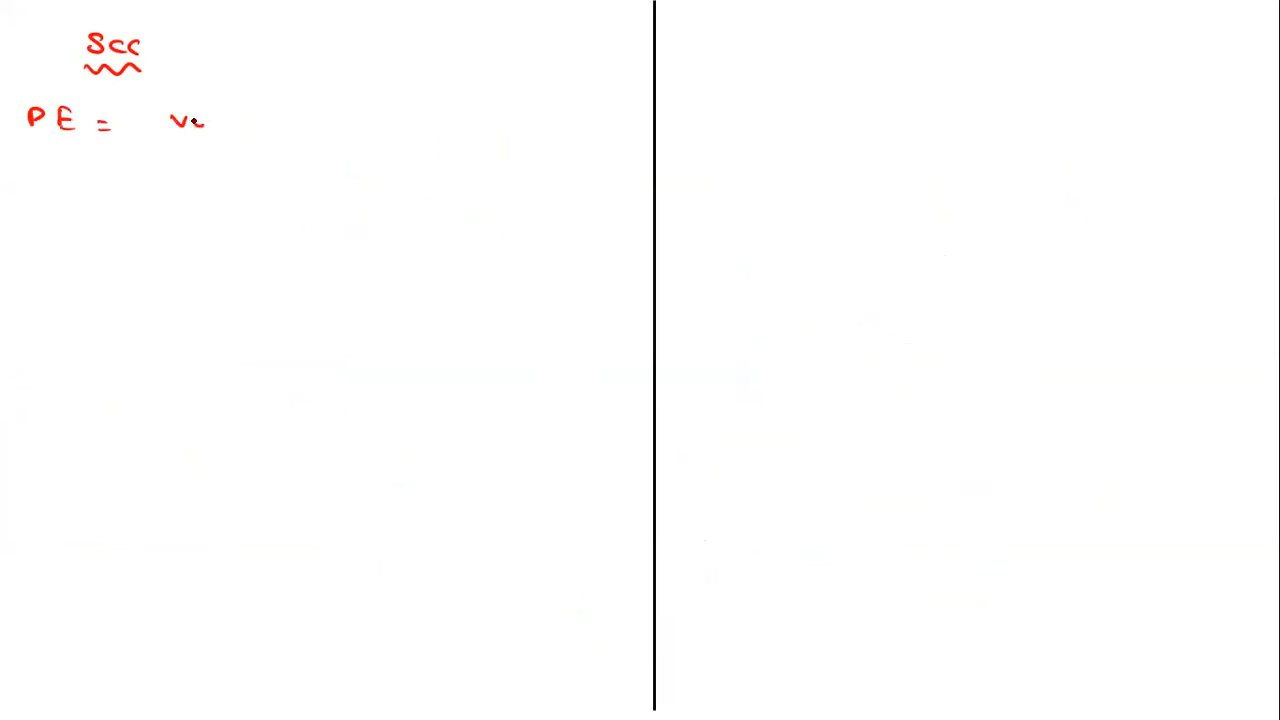 Scc
PE =